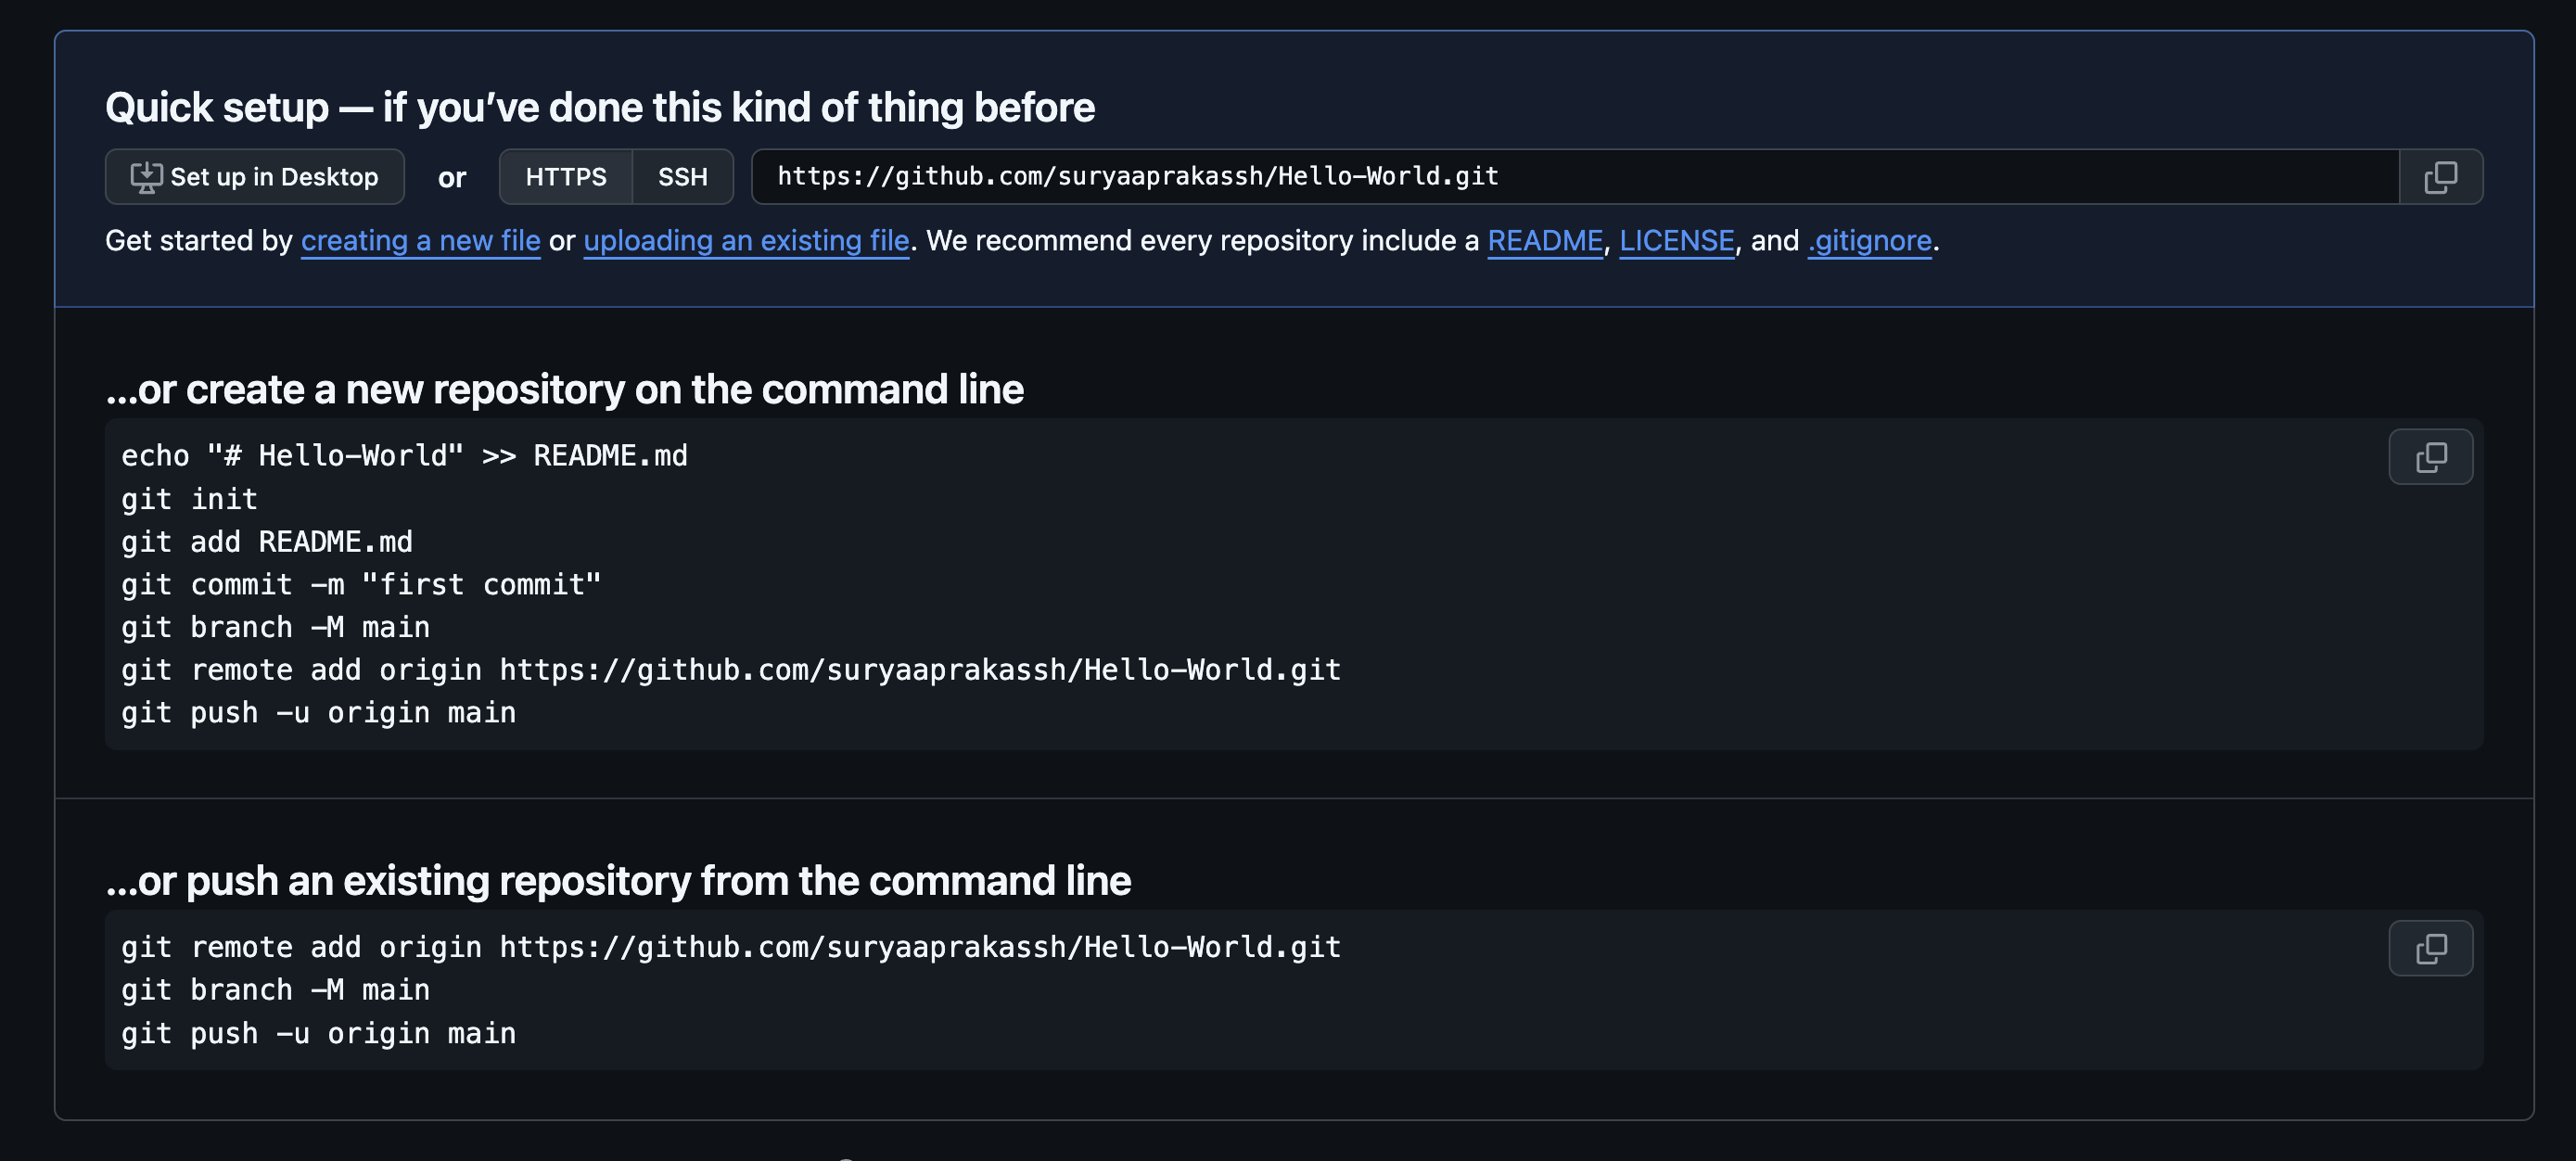 Quick setup — if you’ve done this kind of thing before
Set up in Desktop or HTTPS SSH https://github.com/suryaaprakassh/Hello-World.git
Get started by creating a new file or uploading an existing file. We recommend every repository include a README, LICENSE, and .gitignore.
…or create a new repository on the command line
echo "# Hello-World" >> README.md
git init
git add README.md
git commit -m "first commit"
git branch -M main
git remote add origin https://github.com/suryaaprakassh/Hello-World.git
git push -u origin main
…or push an existing repository from the command line
git remote add origin https://github.com/suryaaprakassh/Hello-World.git
git branch -M main
git push -u origin main